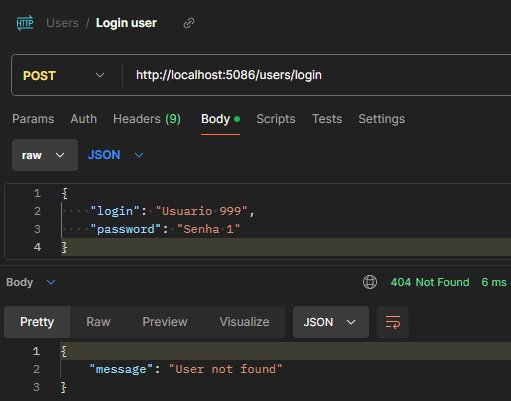 HTTP Users / Login user
POST http://localhost:5086/users/login
Params Auth Headers (9) Body Scripts Tests Settings
raw JSON
1 {
2 "login": "Usuario 999",
3 "password": "Senha 1"
4 }
Body 404 Not Found 6 ms
Pretty Raw Preview Visualize JSON
1 {
2 "message": "User not found"
3 }